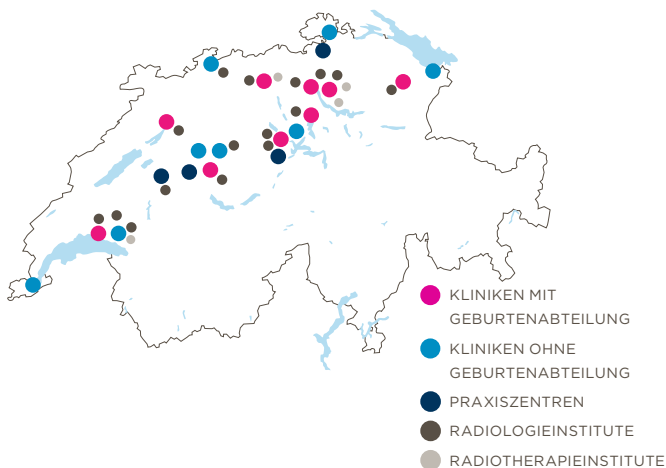 KLINIKEN MIT
GEBURTENABTEILUNG
KLINIKEN OHNE
GEBURTENABTEILUNG
PRAXISZENTREN
RADIOLOGIEINSTITUTE
RADIOTHERAPIEINSTITUTE